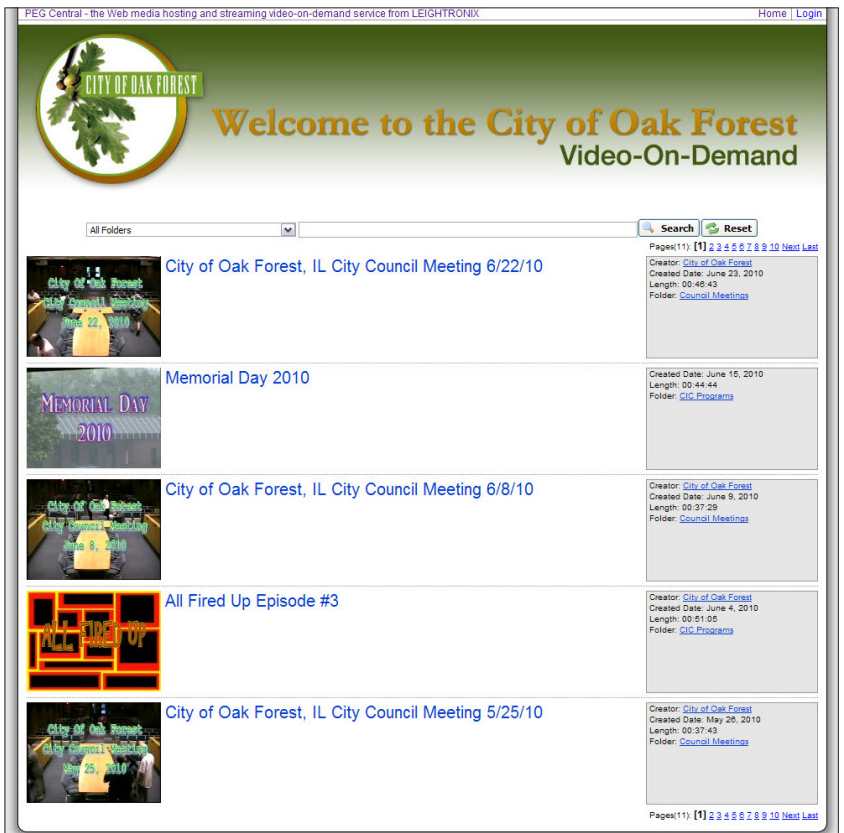 PEG Central - the Web media hosting and streaming video-on-demand service from LEIGHTRONIX
Home | Login
CITY OF OAK FOREST
Welcome to the City of Oak Forest
Video-On-Demand
All Folders
Search
Reset
Pages(11): [1] 2 3 4 5 6 7 8 9 10 Next Last
City Of Oak Forest
City Council Meeting
June 22, 2010
City of Oak Forest, IL City Council Meeting 6/22/10
Creator: City of Oak Forest
Created Date: June 23, 2010
Length: 00:46:43
Folder: Council Meetings
MEMORIAL DAY
2010
Memorial Day 2010
Created Date: June 15, 2010
Length: 00:44:44
Folder: CIC Programs
City Of Oak Forest
City Council Meeting
June 8, 2010
City of Oak Forest, IL City Council Meeting 6/8/10
Creator: City of Oak Forest
Created Date: June 9, 2010
Length: 00:37:29
Folder: Council Meetings
ALL FIRED UP
All Fired Up Episode #3
Creator: City of Oak Forest
Created Date: June 4, 2010
Length: 00:51:05
Folder: CIC Programs
City Of Oak Forest
City Council Meeting
May 25, 2010
City of Oak Forest, IL City Council Meeting 5/25/10
Creator: City of Oak Forest
Created Date: May 26, 2010
Length: 00:37:43
Folder: Council Meetings
Pages(11): [1] 2 3 4 5 6 7 8 9 10 Next Last